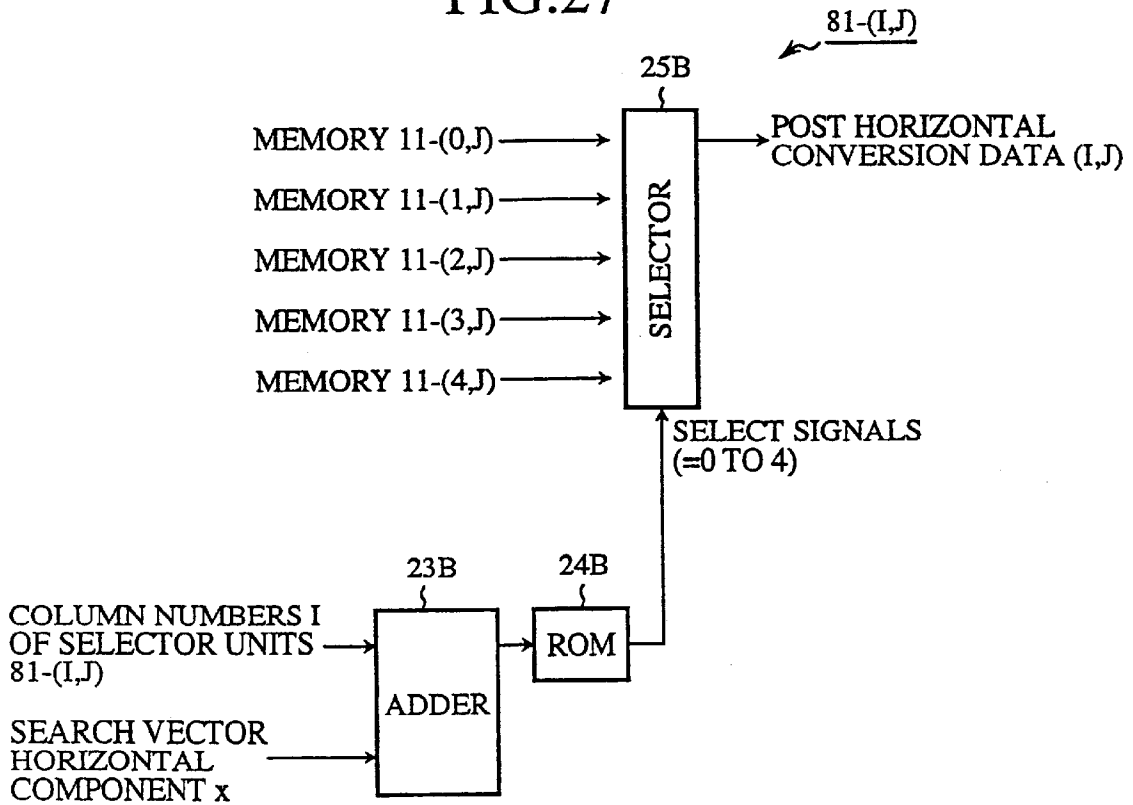 FIG.27
81-(I,J)
25B
MEMORY 11-(0,J)
MEMORY 11-(1,J)
MEMORY 11-(2,J)
MEMORY 11-(3,J)
MEMORY 11-(4,J)
SELECTOR
POST HORIZONTAL
CONVERSION DATA (I,J)
SELECT SIGNALS
(=0 TO 4)
23B
24B
COLUMN NUMBERS I
OF SELECTOR UNITS
81-(I,J)
ADDER
ROM
SEARCH VECTOR
HORIZONTAL
COMPONENT x